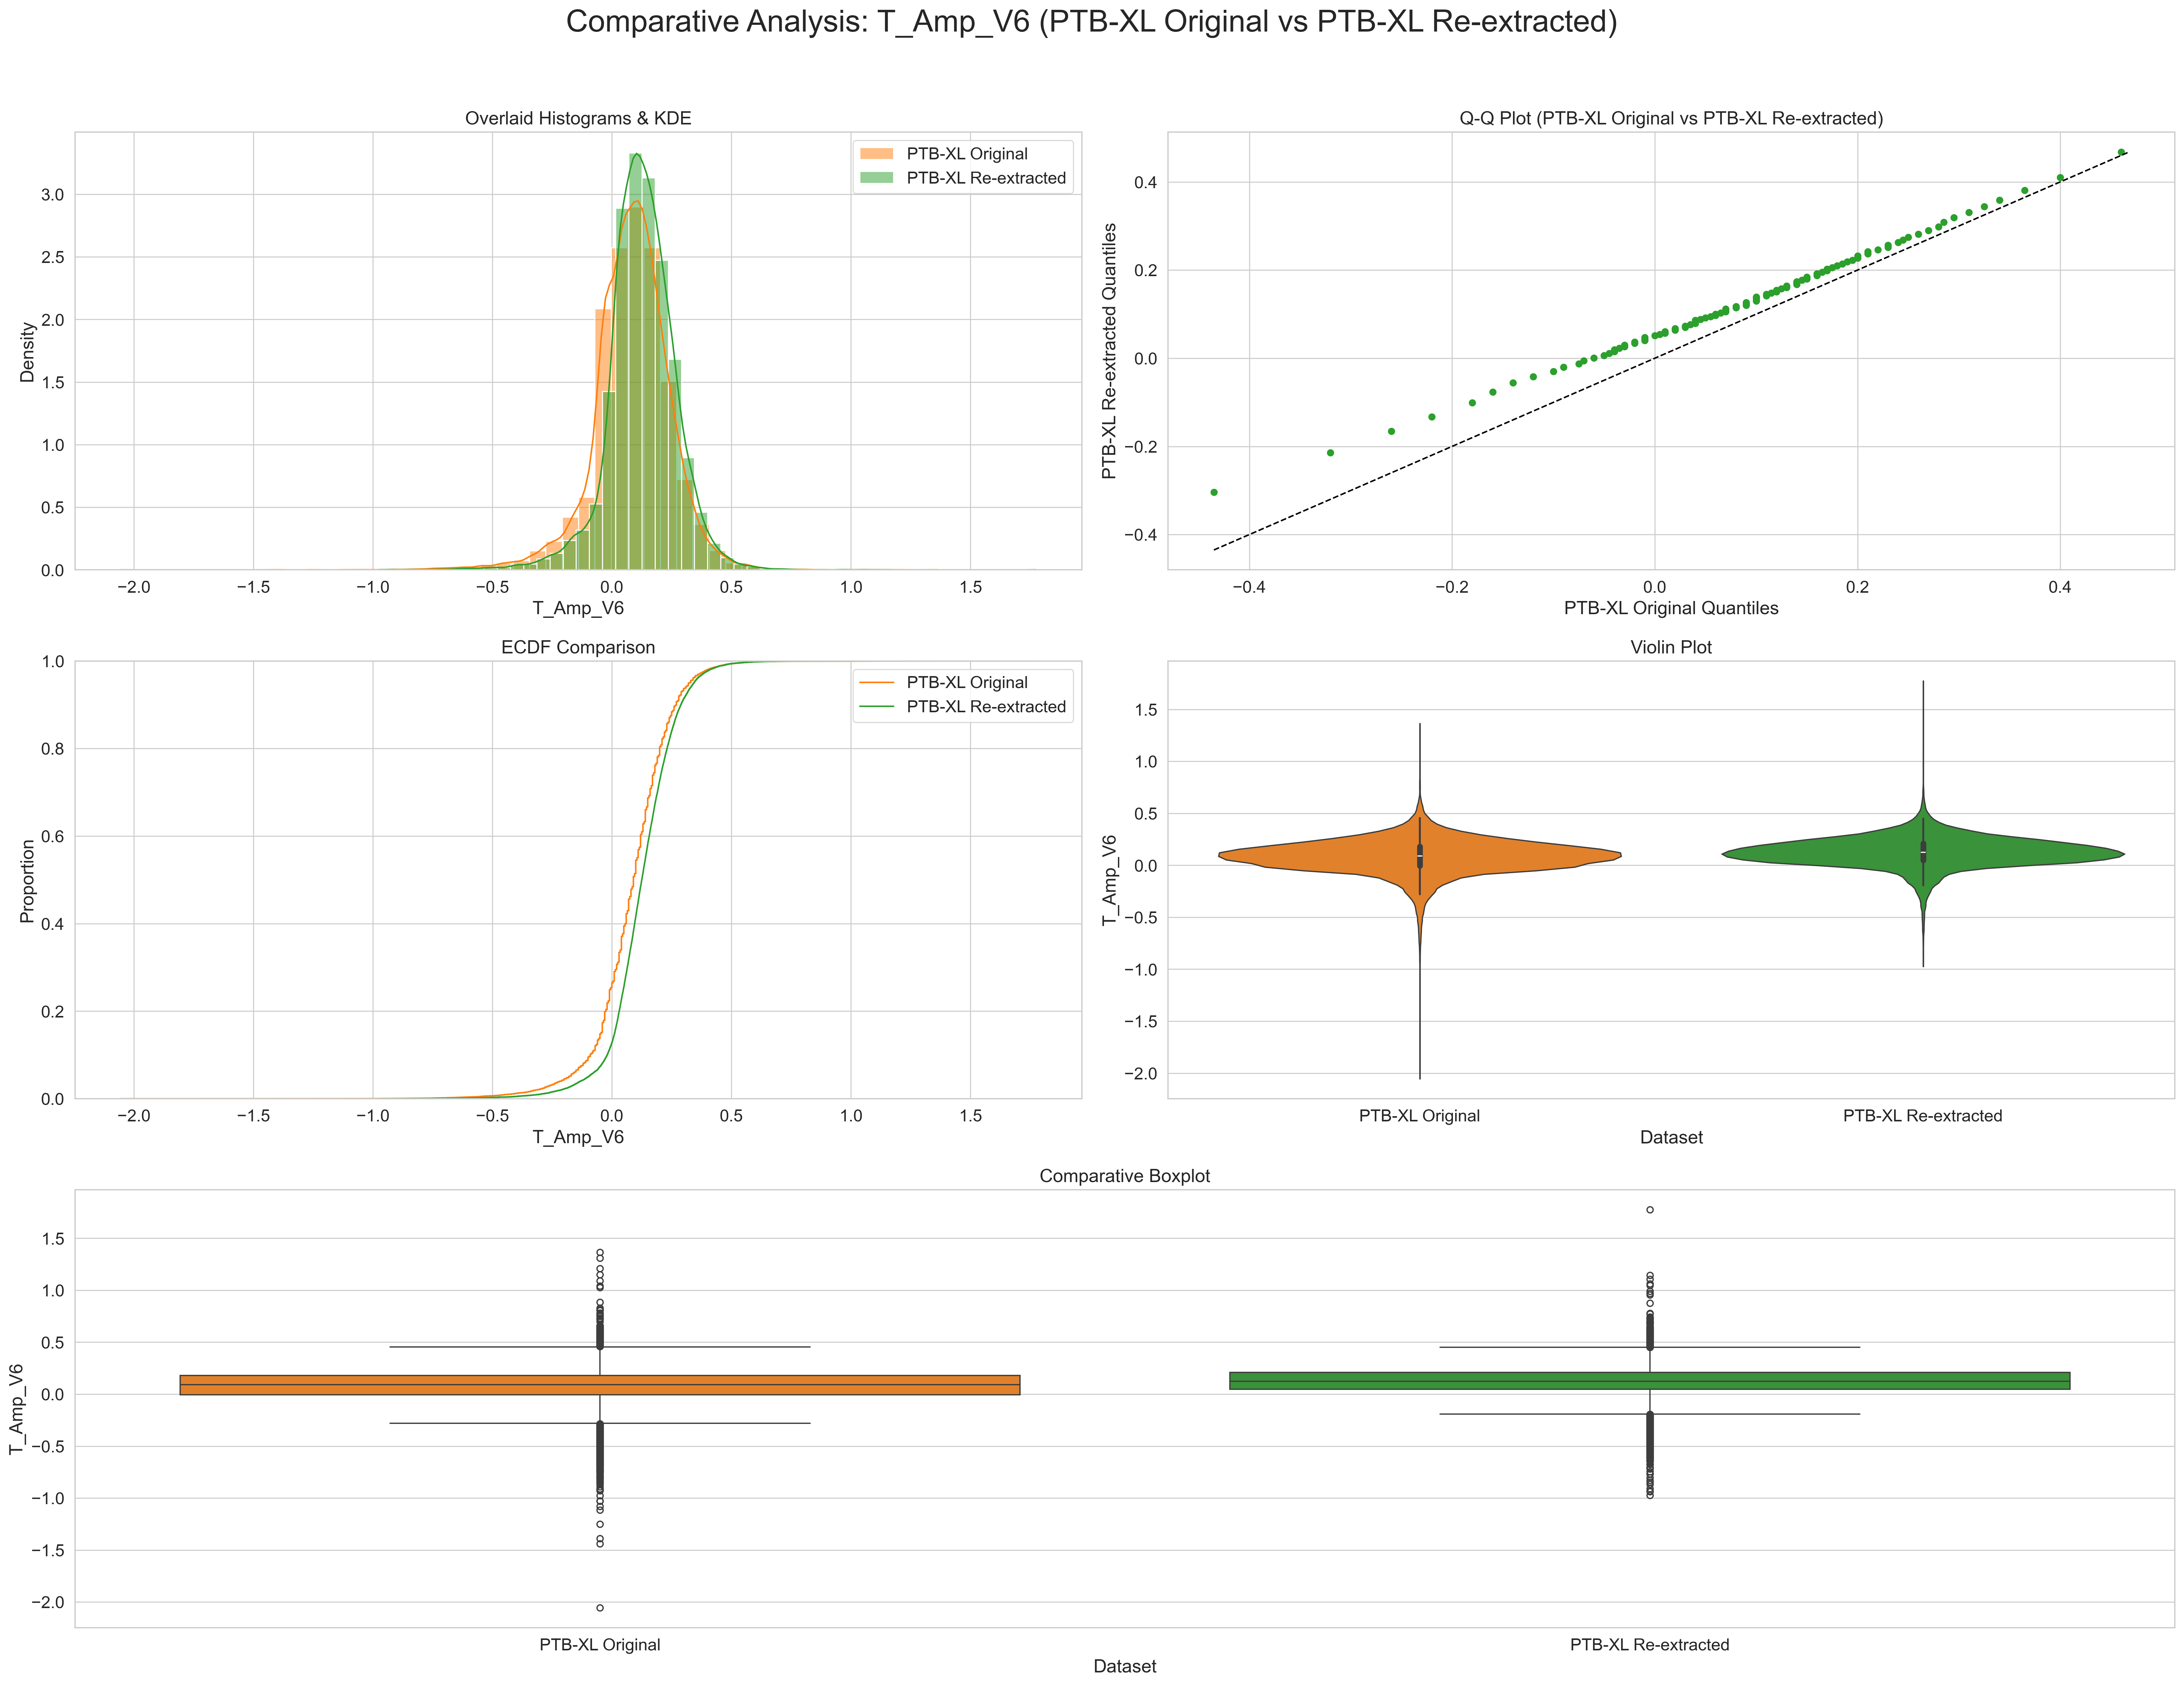 Comparative Analysis: T_Amp_V6 (PTB-XL Original vs PTB-XL Re-extracted)
Overlaid Histograms & KDE
PTB-XL Original
PTB-XL Re-extracted
Density
3.0
2.5
2.0
1.5
1.0
0.5
0.0
−2.0 −1.5 −1.0 −0.5 0.0 0.5 1.0 1.5
T_Amp_V6
Q-Q Plot (PTB-XL Original vs PTB-XL Re-extracted)
PTB-XL Re-extracted Quantiles
0.4
0.2
0.0
−0.2
−0.4
−0.4 −0.2 0.0 0.2 0.4
PTB-XL Original Quantiles
ECDF Comparison
PTB-XL Original
PTB-XL Re-extracted
Proportion
1.0
0.8
0.6
0.4
0.2
0.0
−2.0 −1.5 −1.0 −0.5 0.0 0.5 1.0 1.5
T_Amp_V6
Violin Plot
T_Amp_V6
1.5
1.0
0.5
0.0
−0.5
−1.0
−1.5
−2.0
PTB-XL Original PTB-XL Re-extracted
Dataset
Comparative Boxplot
T_Amp_V6
1.5
1.0
0.5
0.0
−0.5
−1.0
−1.5
−2.0
PTB-XL Original PTB-XL Re-extracted
Dataset